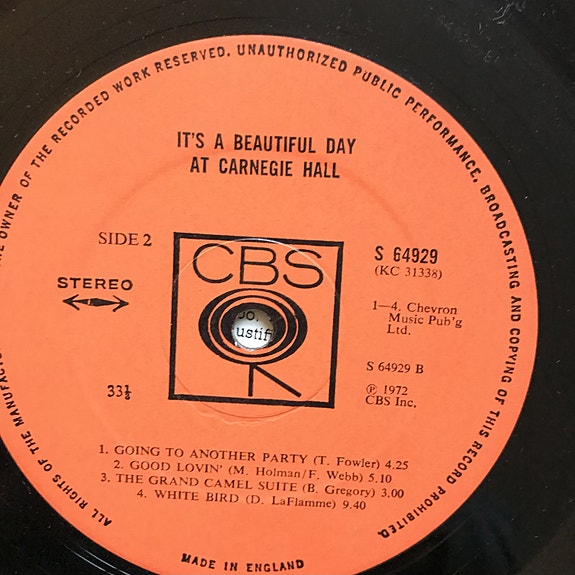 ALL RIGHTS OF THE MANUFACT
E OWNER OF THE RECORDED WORK RESERVED. UNAUTHORIZED PUBLIC PERFORMANCE, BROADCASTING AND COPYING OF THIS RECORD PROHIBITED.
IT'S A BEAUTIFUL DAY
AT CARNEGIE HALL
SIDE 2
STEREO
33⅓
CBS
ustifi
S 64929
(KC 31338)
1—4. Chevron
Music Pub'g
Ltd.
S 64929 B
℗ 1972
CBS Inc.
1. GOING TO ANOTHER PARTY (T. Fowler) 4.25
2. GOOD LOVIN' (M. Holman/F. Webb) 5.10
3. THE GRAND CAMEL SUITE (B. Gregory) 3.00
4. WHITE BIRD (D. LaFlamme) 9.40
MADE IN ENGLAND